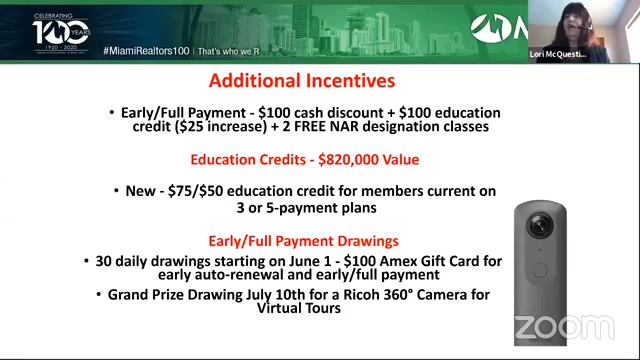 CELEBRATING
100 YEARS
1920 - 2020
#MiamiRealtors100 | That's who we R
Lori McQuesti...
Additional Incentives
• Early/Full Payment - $100 cash discount + $100 education
credit ($25 increase) + 2 FREE NAR designation classes
Education Credits - $820,000 Value
• New - $75/$50 education credit for members current on
3 or 5-payment plans
Early/Full Payment Drawings
• 30 daily drawings starting on June 1 - $100 Amex Gift Card for
early auto-renewal and early/full payment
• Grand Prize Drawing July 10th for a Ricoh 360° Camera for
Virtual Tours
zoom